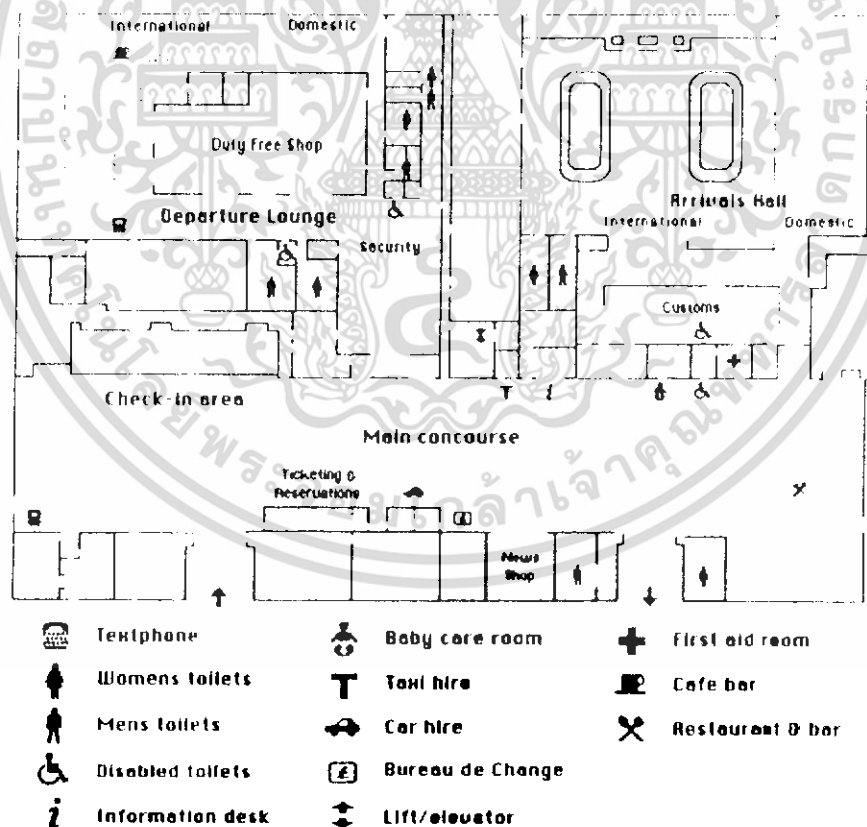 International Domestic
Duty Free Shop
Departure Lounge
Security
Arrivals Hall
International Domestic
Customs
T i
Check-in area
Main concourse
Ticketing &
Reservations
£
News
Shop
Textphone
Womens toilets
Mens toilets
Disabled toilets
i Information desk
Baby care room
T Taxi hire
Car hire
£ Bureau de Change
Lift/elevator
First aid room
Cafe bar
Restaurant & bar